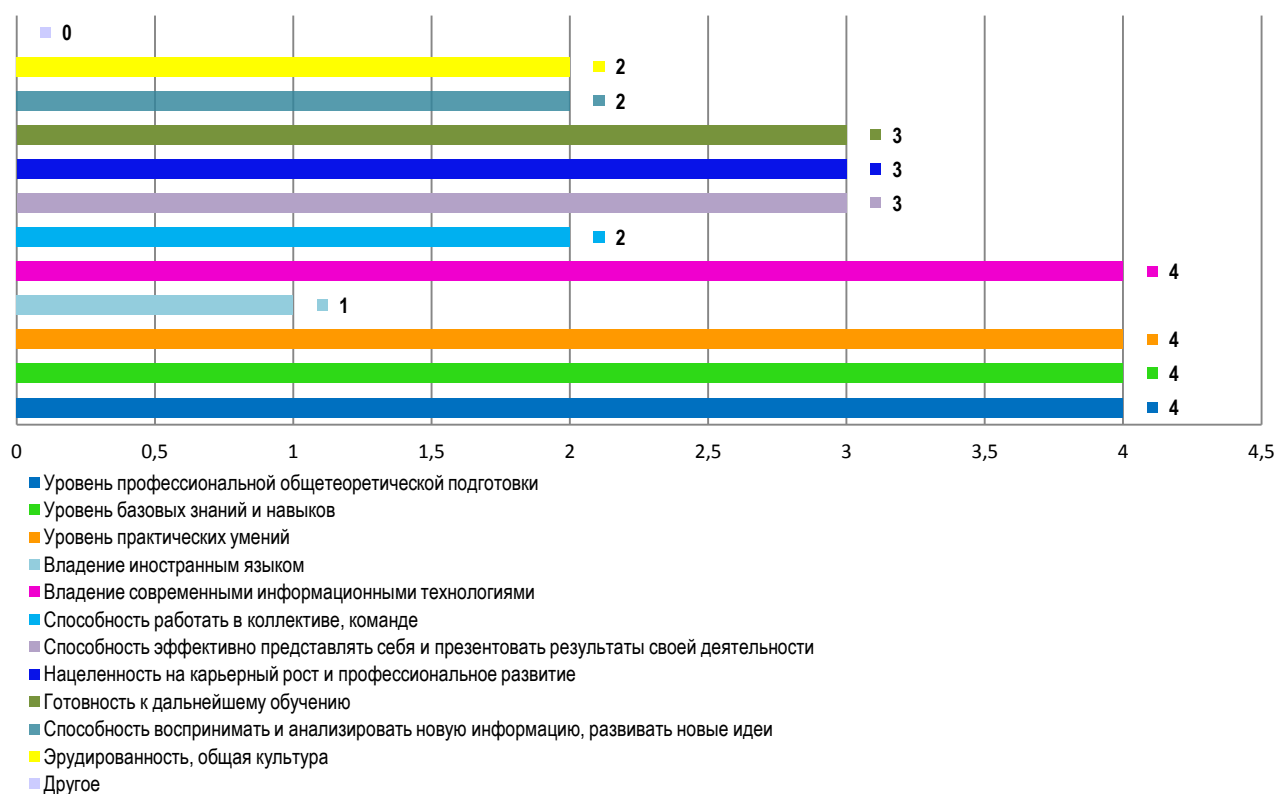 0
2
2
3
3
3
2
4
1
4
4
4
0 0,5 1 1,5 2 2,5 3 3,5 4 4,5
Уровень профессиональной общетеоретической подготовки
Уровень базовых знаний и навыков
Уровень практических умений
Владение иностранным языком
Владение современными информационными технологиями
Способность работать в коллективе, команде
Способность эффективно представлять себя и презентовать результаты своей деятельности
Нацеленность на карьерный рост и профессиональное развитие
Готовность к дальнейшему обучению
Способность воспринимать и анализировать новую информацию, развивать новые идеи
Эрудированность, общая культура
Другое